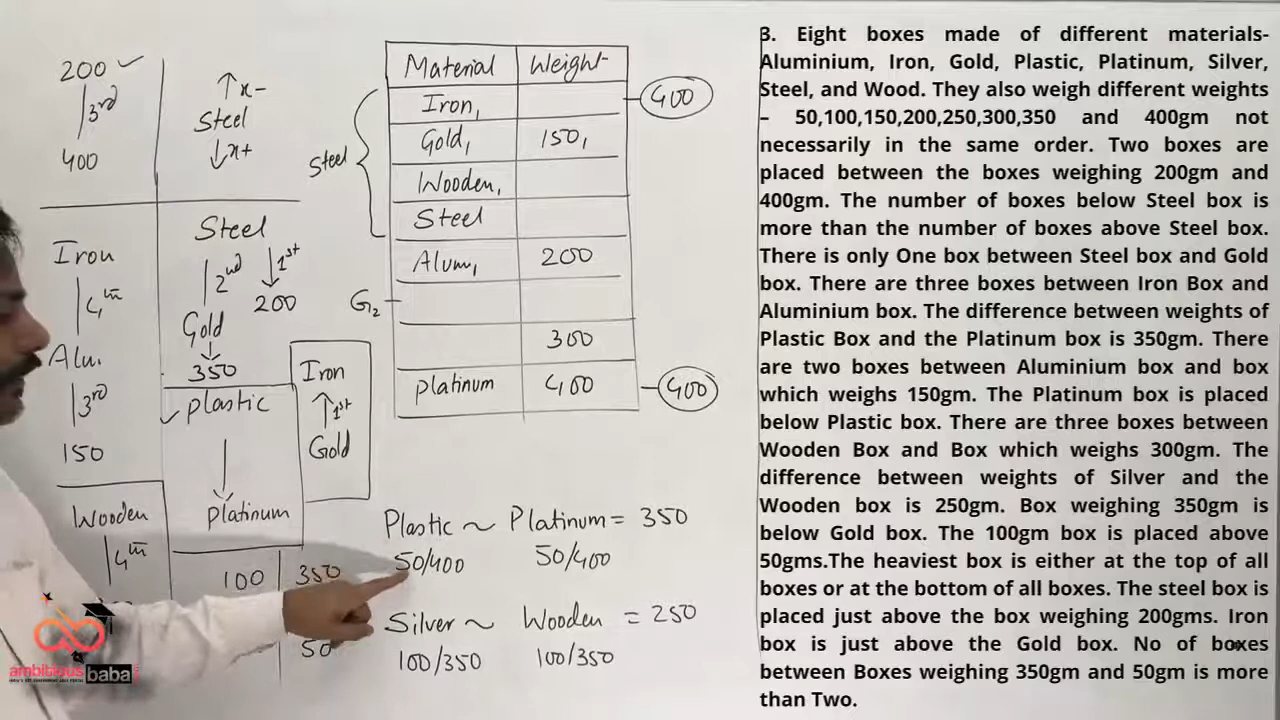 200 ✓
3rd
400
↑x-
Steel
↓x+
Iron
4th
Alu.
3rd
150
Steel
2nd
1st
200
Gold
350
plastic
platinum
Iron
1st
Gold
Wooden
4th
100
350
50
Steel
G2
Material Weight
Iron,
400
Gold, 150,
Wooden,
Steel
Alum, 200
300
platinum 400
400
Plastic ~ Platinum = 350
50/400 50/400
Silver ~ Wooden = 250
100/350 100/350
ambitiousbaba
3. Eight boxes made of different materials-
Aluminium, Iron, Gold, Plastic, Platinum, Silver,
Steel, and Wood. They also weigh different weights
– 50,100,150,200,250,300,350 and 400gm not
necessarily in the same order. Two boxes are
placed between the boxes weighing 200gm and
400gm. The number of boxes below Steel box is
more than the number of boxes above Steel box.
There is only One box between Steel box and Gold
box. There are three boxes between Iron Box and
Aluminium box. The difference between weights of
Plastic Box and the Platinum box is 350gm. There
are two boxes between Aluminium box and box
which weighs 150gm. The Platinum box is placed
below Plastic box. There are three boxes between
Wooden Box and Box which weighs 300gm. The
difference between weights of Silver and the
Wooden box is 250gm. Box weighing 350gm is
below Gold box. The 100gm box is placed above
50gms.The heaviest box is either at the top of all
boxes or at the bottom of all boxes. The steel box is
placed just above the box weighing 200gms. Iron
box is just above the Gold box. No of boxes
between Boxes weighing 350gm and 50gm is more
than Two.